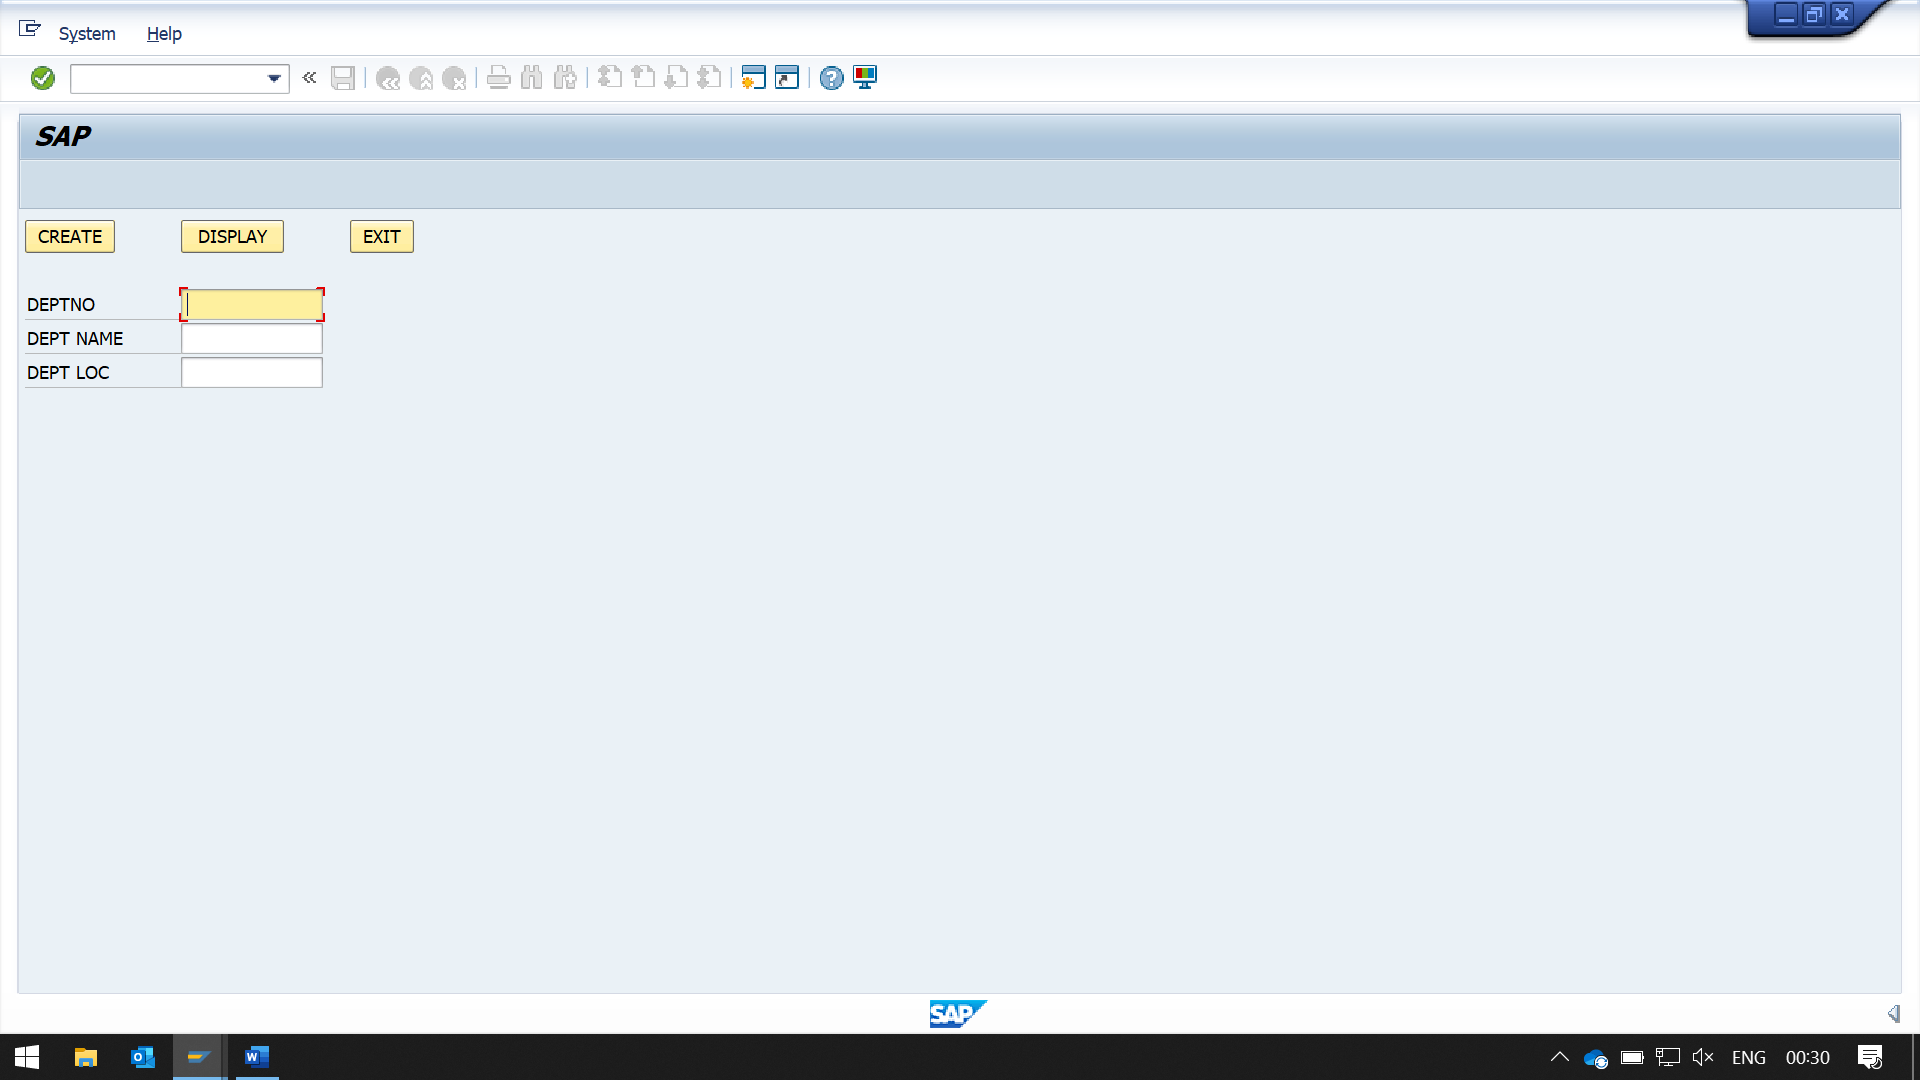 System Help
SAP
CREATE DISPLAY EXIT
DEPTNO
DEPT NAME
DEPT LOC
SAP
ENG 00:30